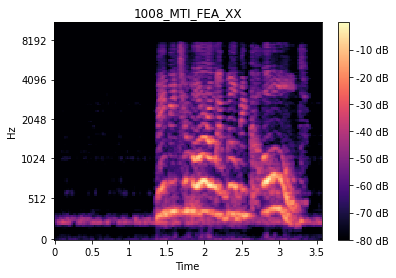 1008_MTI_FEA_XX
8192
4096
2048
1024
512
0
Hz
0 0.5 1 1.5 2 2.5 3 3.5
Time
-10 dB
-20 dB
-30 dB
-40 dB
-50 dB
-60 dB
-70 dB
-80 dB